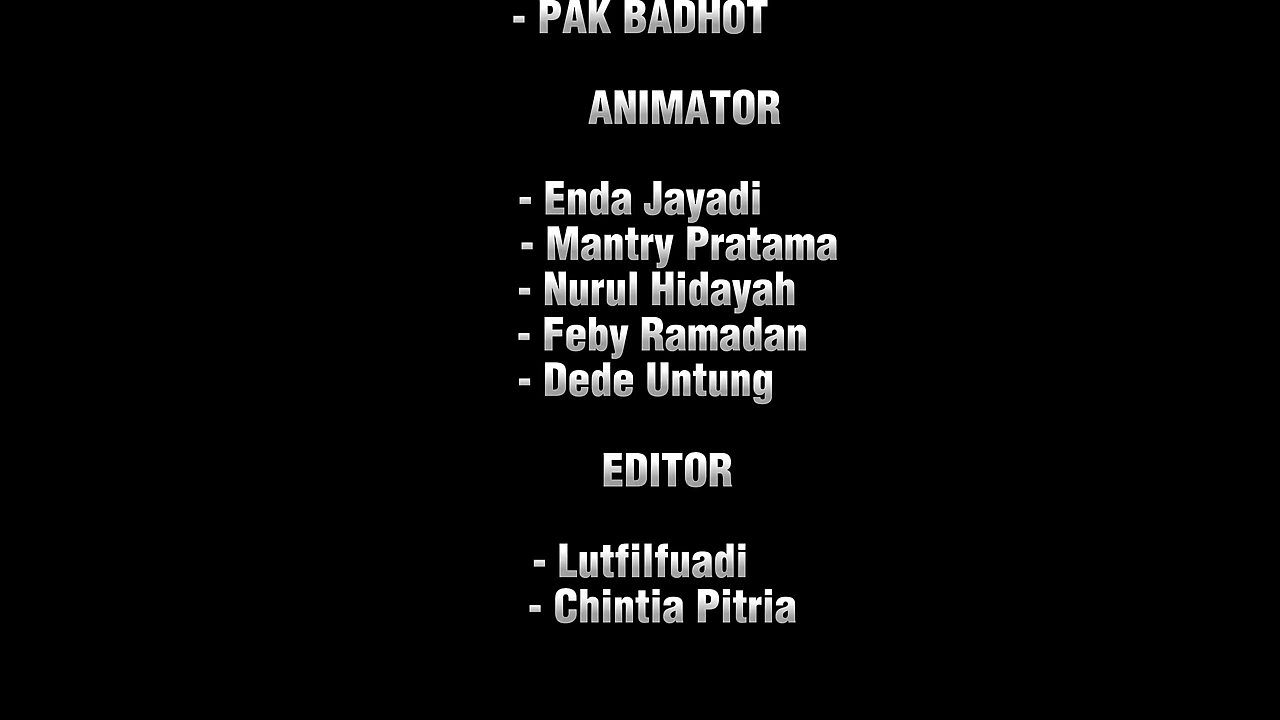 - PAK BADHOT
ANIMATOR
- Enda Jayadi
- Mantry Pratama
- Nurul Hidayah
- Feby Ramadan
- Dede Untung
EDITOR
- Lutfilfuadi
- Chintia Pitria